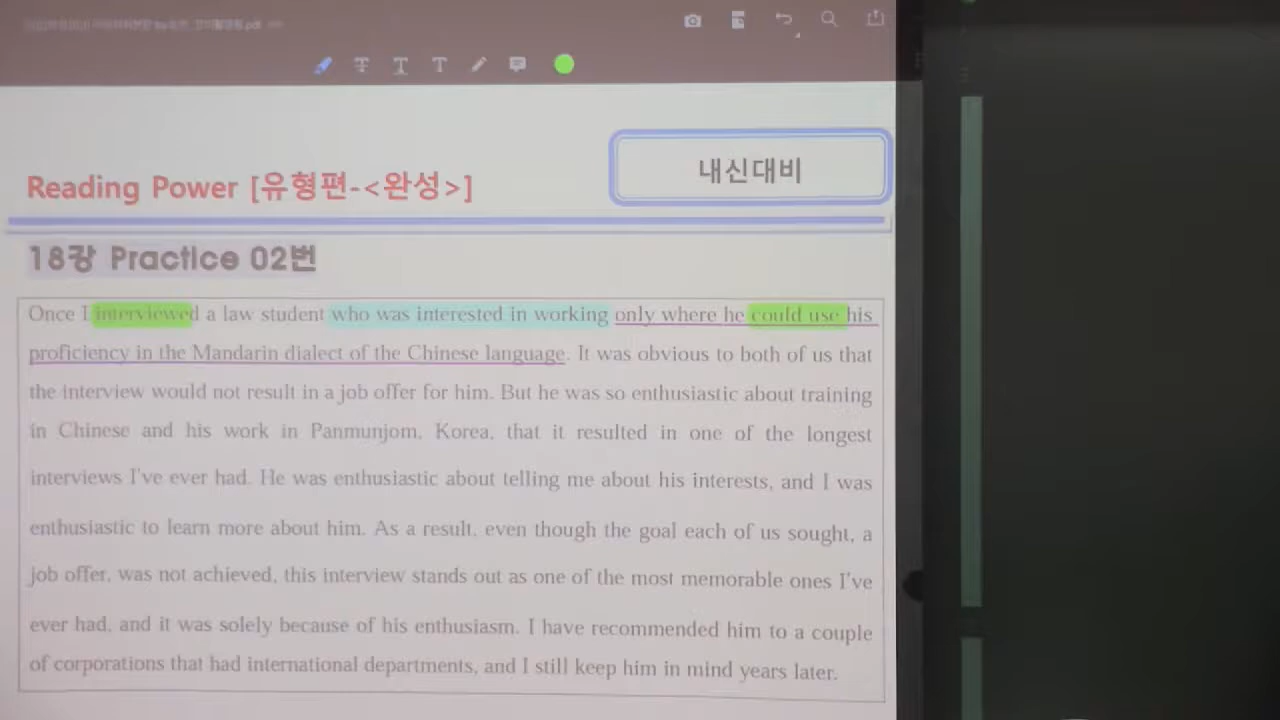 Reading Power [유형편-<완성>]
내신대비
18강 Practice 02번
Once I interviewed a law student who was interested in working only where he could use his
proficiency in the Mandarin dialect of the Chinese language. It was obvious to both of us that
the interview would not result in a job offer for him. But he was so enthusiastic about training
in Chinese and his work in Panmunjom, Korea, that it resulted in one of the longest
interviews I've ever had. He was enthusiastic about telling me about his interests, and I was
enthusiastic to learn more about him. As a result, even though the goal each of us sought, a
job offer, was not achieved, this interview stands out as one of the most memorable ones I've
ever had, and it was solely because of his enthusiasm. I have recommended him to a couple
of corporations that had international departments, and I still keep him in mind years later.